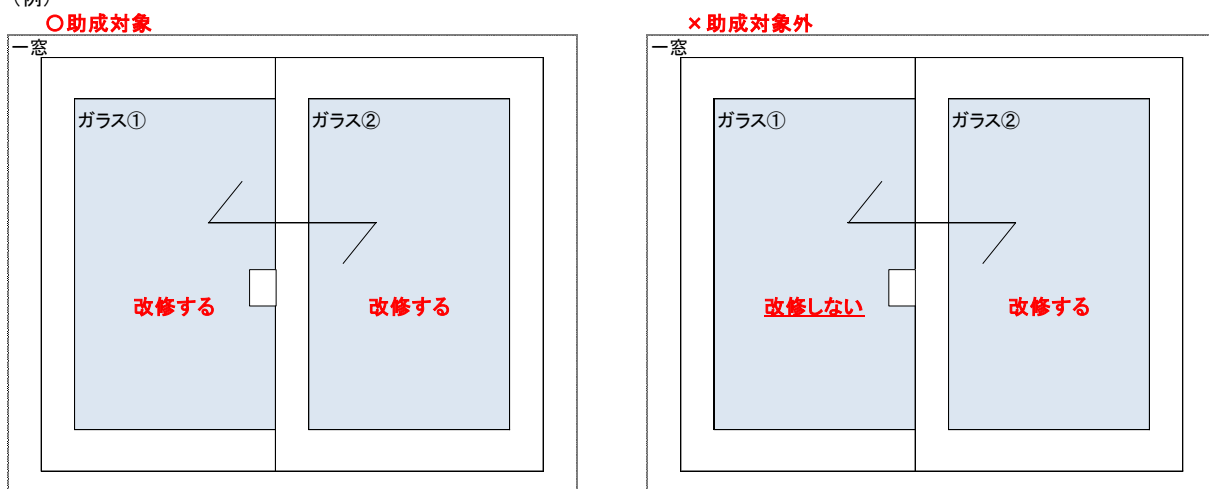 (例)
○助成対象
一窓
ガラス①
ガラス②
改修する
改修する
×助成対象外
一窓
ガラス①
ガラス②
改修しない
改修する